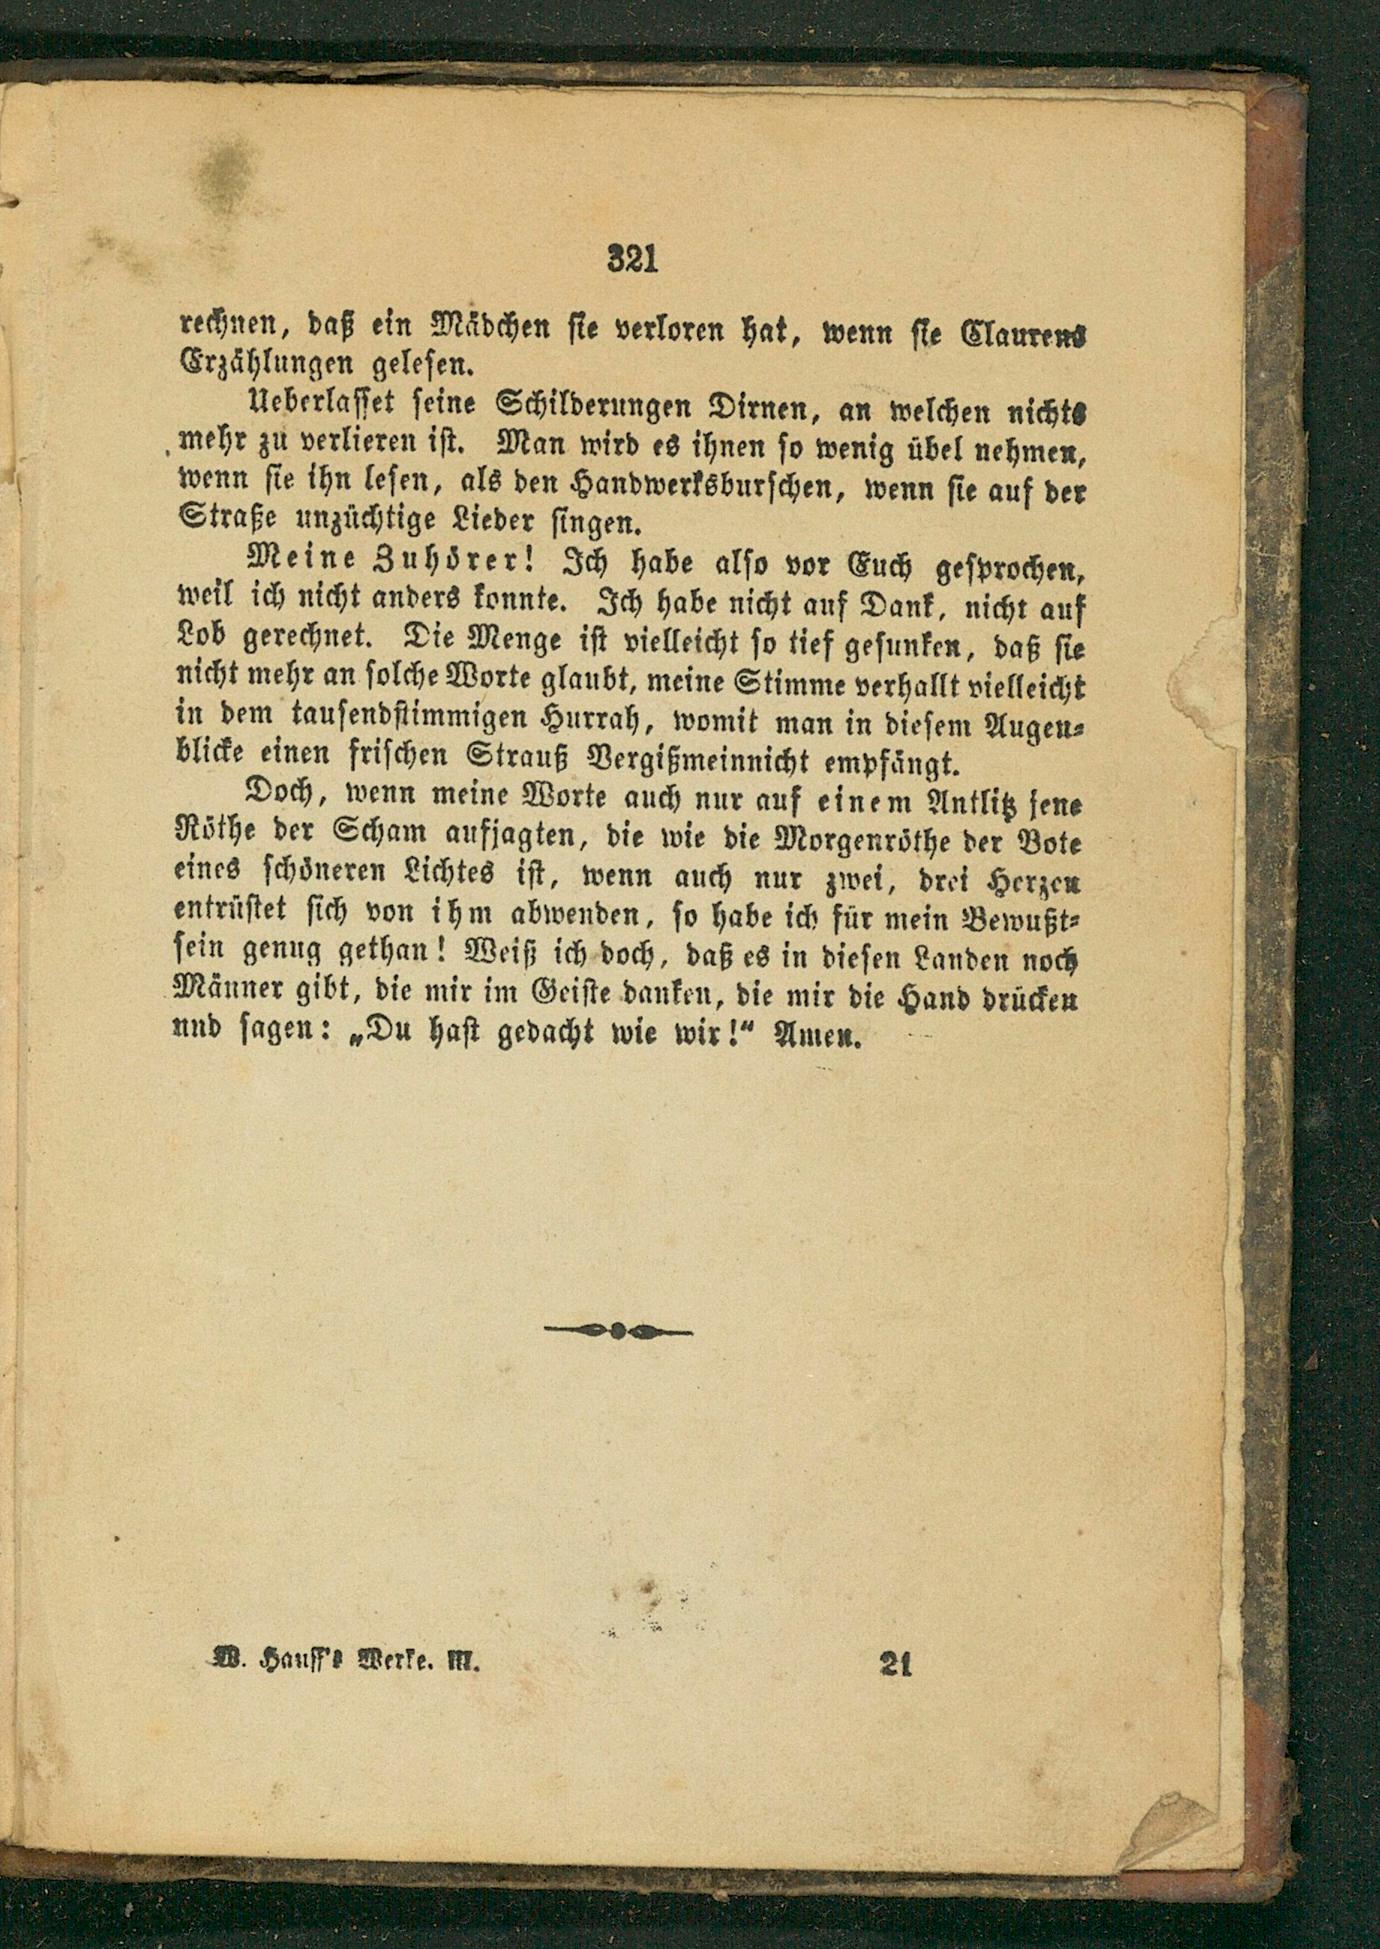 321
rechnen, daß ein Mädchen sie verloren hat, wenn sie Claurens
Erzählungen gelesen.
Ueberlasset seine Schilderungen Dirnen, an welchen nichts
mehr zu verlieren ist. Man wird es ihnen so wenig übel nehmen,
wenn sie ihn lesen, als den Handwerksburschen, wenn sie auf der
Straße unzüchtige Lieder singen.
Meine Zuhörer! Ich habe also vor Euch gesprochen,
weil ich nicht anders konnte. Ich habe nicht auf Dank, nicht auf
Lob gerechnet. Die Menge ist vielleicht so tief gesunken, daß sie
nicht mehr an solche Worte glaubt, meine Stimme verhallt vielleicht
in dem tausendstimmigen Hurrah, womit man in diesem Augen-
blicke einen frischen Strauß Vergißmeinnicht empfängt.
Doch, wenn meine Worte auch nur auf einem Antlitz jene
Röthe der Scham aufjagten, die wie die Morgenröthe der Bote
eines schöneren Lichtes ist, wenn auch nur zwei, drei Herzen
entrüstet sich von ihm abwenden, so habe ich für mein Bewußt-
sein genug gethan! Weiß ich doch, daß es in diesen Landen noch
Männer gibt, die mir im Geiste danken, die mir die Hand drücken
und sagen: „Du hast gedacht wie wir!“ Amen.
W. Hauff's Werke. III. 21